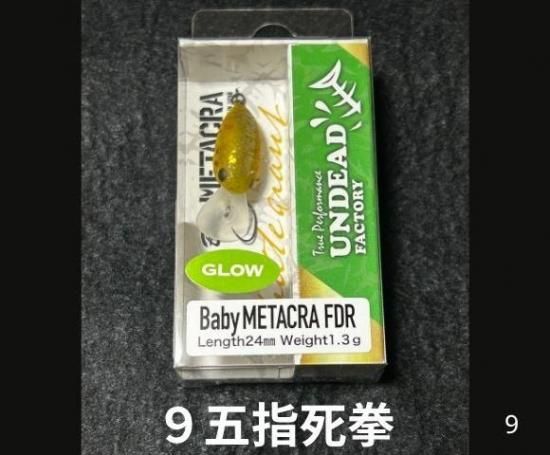 METACRA
UNDEAD
FACTORY
True Performance
GLOW
Baby METACRA FDR
Length24㎜ Weight1.3g
９五指死拳
9